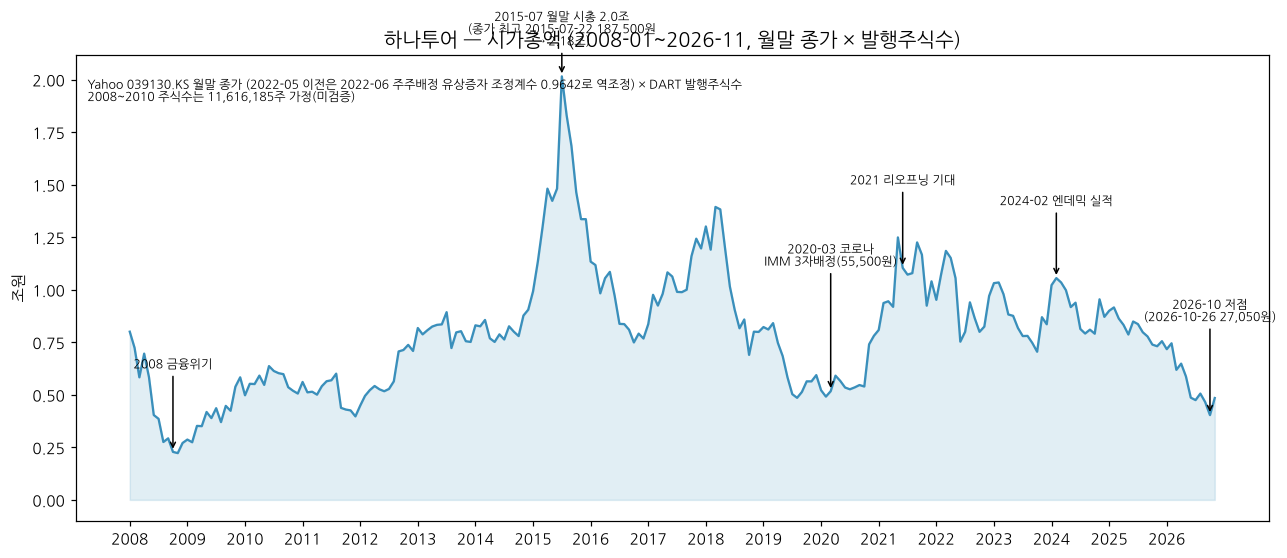 2015-07 월말 시총 2.0조
(종가 최고 2015-07-22 187,500원
하나투어 — 시가총액 (2008-01~2026-11, 월말 종가 × 발행주식수)
Yahoo 039130.KS 월말 종가 (2022-05 이전은 2022-06 주주배정 유상증자 조정계수 0.9642로 역조정) × DART 발행주식수
2008~2010 주식수는 11,616,185주 가정(미검증)
2021 리오프닝 기대
2024-02 엔데믹 실적
2020-03 코로나
IMM 3자배정(55,500원)
2026-10 저점
(2026-10-26 27,050원)
2008 금융위기
조원
2.00
1.75
1.50
1.25
1.00
0.75
0.50
0.25
0.00
2008 2009 2010 2011 2012 2013 2014 2015 2016 2017 2018 2019 2020 2021 2022 2023 2024 2025 2026